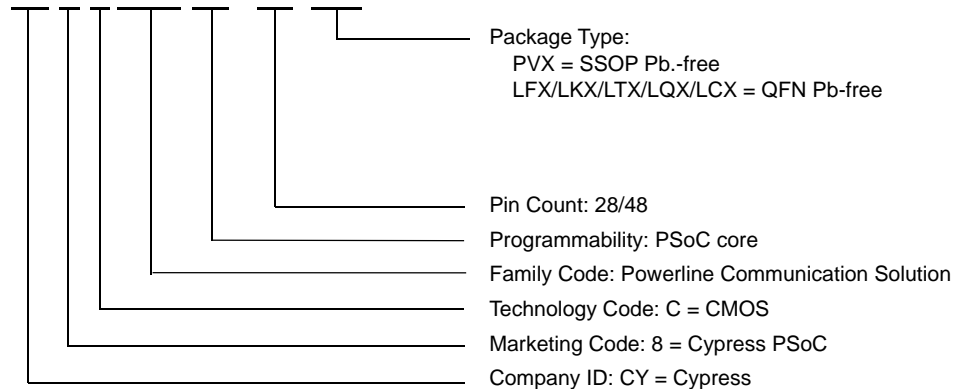 Package Type:
PVX = SSOP Pb.-free
LFX/LKX/LTX/LQX/LCX = QFN Pb-free
Pin Count: 28/48
Programmability: PSoC core
Family Code: Powerline Communication Solution
Technology Code: C = CMOS
Marketing Code: 8 = Cypress PSoC
Company ID: CY = Cypress